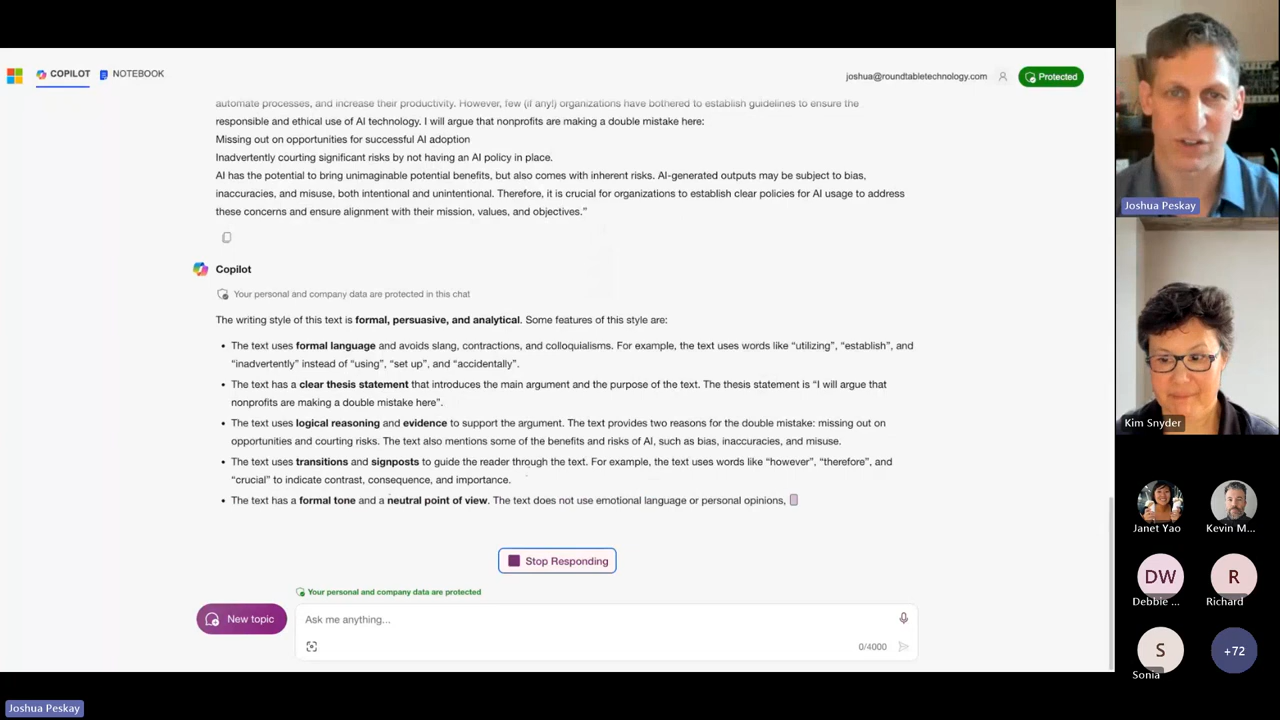 COPILOT
NOTEBOOK
joshua@roundtabletechnology.com
Protected
automate processes, and increase their productivity. However, few (if any!) organizations have bothered to establish guidelines to ensure the
responsible and ethical use of AI technology. I will argue that nonprofits are making a double mistake here:
Missing out on opportunities for successful AI adoption
Inadvertently courting significant risks by not having an AI policy in place.
AI has the potential to bring unimaginable potential benefits, but also comes with inherent risks. AI-generated outputs may be subject to bias,
inaccuracies, and misuse, both intentional and unintentional. Therefore, it is crucial for organizations to establish clear policies for AI usage to address
these concerns and ensure alignment with their mission, values, and objectives.”
Copilot
Your personal and company data are protected in this chat
The writing style of this text is formal, persuasive, and analytical. Some features of this style are:
• The text uses formal language and avoids slang, contractions, and colloquialisms. For example, the text uses words like “utilizing”, “establish”, and
“inadvertently” instead of “using”, “set up”, and “accidentally”.
• The text has a clear thesis statement that introduces the main argument and the purpose of the text. The thesis statement is “I will argue that
nonprofits are making a double mistake here”.
• The text uses logical reasoning and evidence to support the argument. The text provides two reasons for the double mistake: missing out on
opportunities and courting risks. The text also mentions some of the benefits and risks of AI, such as bias, inaccuracies, and misuse.
• The text uses transitions and signposts to guide the reader through the text. For example, the text uses words like “however”, “therefore”, and
“crucial” to indicate contrast, consequence, and importance.
• The text has a formal tone and a neutral point of view. The text does not use emotional language or personal opinions,
Stop Responding
Your personal and company data are protected
New topic
Ask me anything...
0/4000
Joshua Peskay
Kim Snyder
Janet Yao
Kevin M...
DW
Debbie ...
R
Richard
S
Sonia
+72
Joshua Peskay